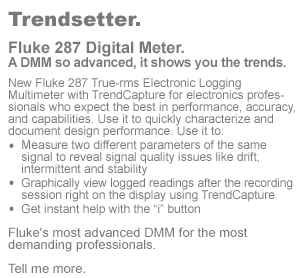 Trendsetter.
Fluke 287 Digital Meter.
A DMM so advanced, it shows you the trends.
New Fluke 287 True-rms Electronic Logging
Multimeter with TrendCapture for electronics profes-
sionals who expect the best in performance, accuracy,
and capabilities. Use it to quickly characterize and
document design performance. Use it to:
• Measure two different parameters of the same
signal to reveal signal quality issues like drift,
intermittent and stability
• Graphically view logged readings after the recording
session right on the display using TrendCapture
• Get instant help with the “i” button
Fluke's most advanced DMM for the most
demanding professionals.
Tell me more.